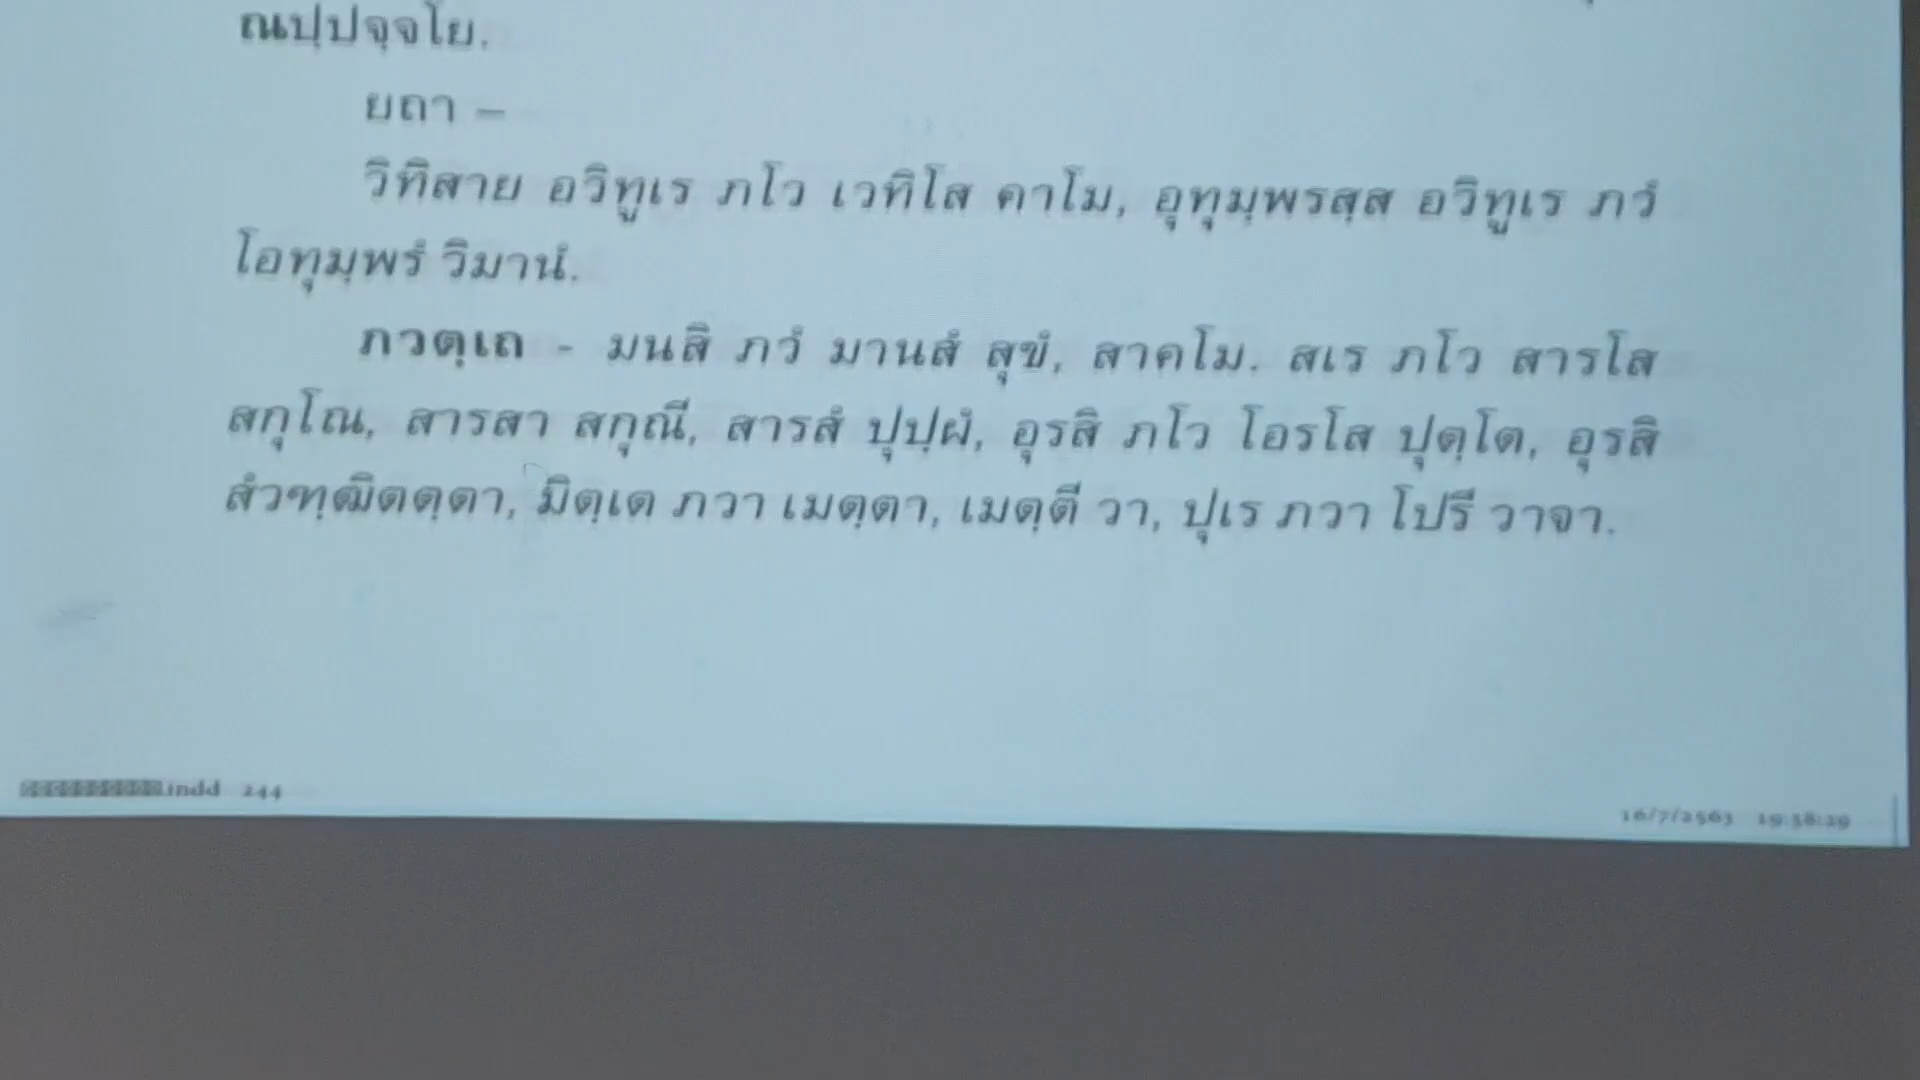 ณปฺปจฺจโย.
ยถา –
วิทิสาย อวิทูเร ภโว เวทิโส คาโม, อุทุมฺพรสฺส อวิทูเร ภวํ
โอทุมฺพรํ วิมานํ.
ภวตฺเถ - มนสิ ภวํ มานสํ สุขํ, สาคโม. สเร ภโว สารโส
สกุโณ, สารสา สกุณี, สารสํ ปุปฺผํ, อุรสิ ภโว โอรโส ปุตฺโต, อุรสิ
สํวฑฺฒิตตฺตา, มิตฺเต ภวา เมตฺตา, เมตฺตี วา, ปุเร ภวา โปรี วาจา.
.indd 244
16/7/2563 19:38:29